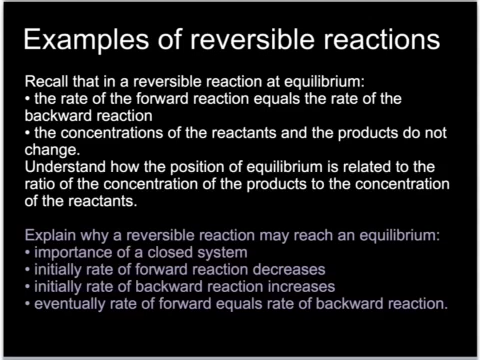 Examples of reversible reactions
Recall that in a reversible reaction at equilibrium:
• the rate of the forward reaction equals the rate of the
backward reaction
• the concentrations of the reactants and the products do not
change.
Understand how the position of equilibrium is related to the
ratio of the concentration of the products to the concentration
of the reactants.
Explain why a reversible reaction may reach an equilibrium:
• importance of a closed system
• initially rate of forward reaction decreases
• initially rate of backward reaction increases
• eventually rate of forward equals rate of backward reaction.